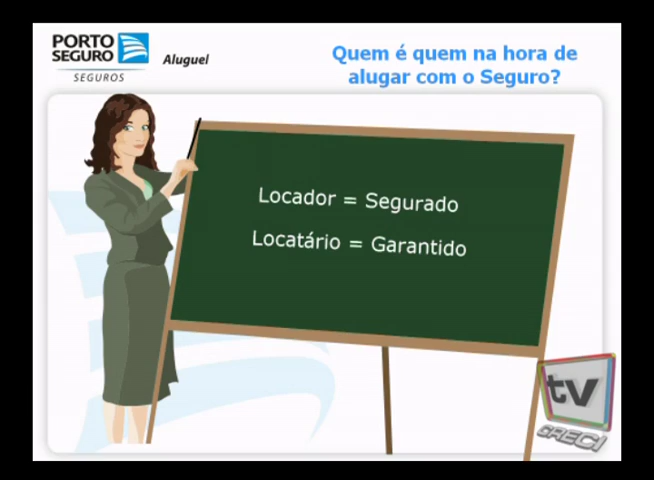 PORTO
SEGURO
SEGUROS
Aluguel
Quem é quem na hora de
alugar com o Seguro?
Locador = Segurado
Locatário = Garantido
tv
CRECI